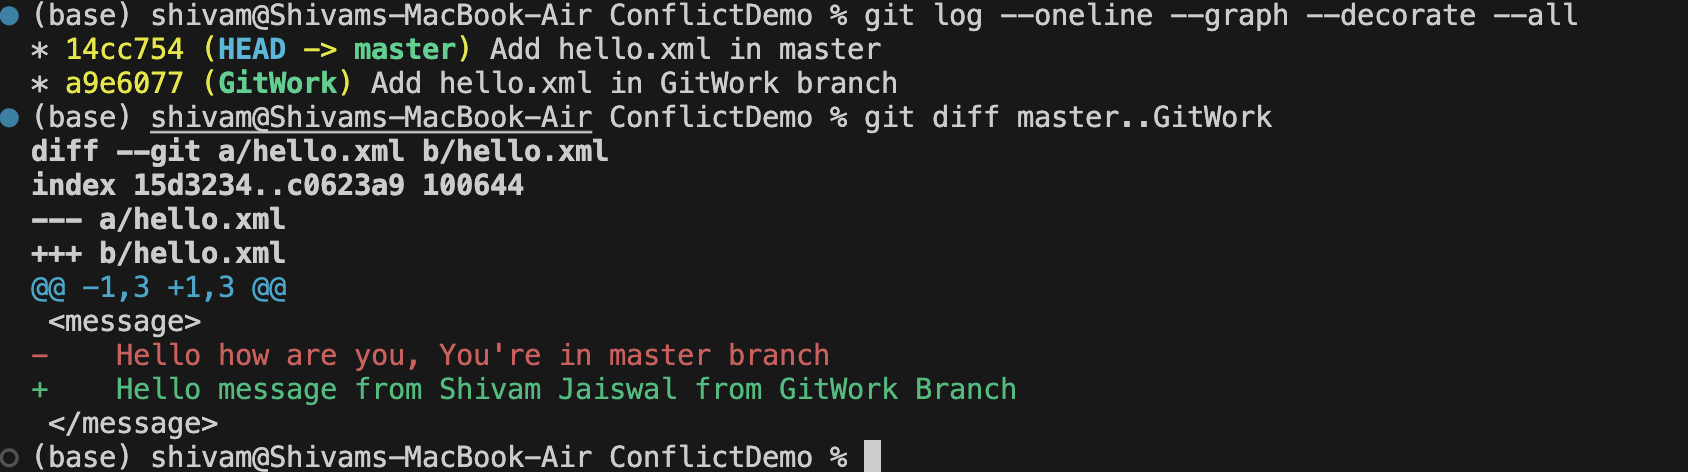 (base) shivam@Shivams-MacBook-Air ConflictDemo % git log --oneline --graph --decorate --all
* 14cc754 (HEAD -> master) Add hello.xml in master
* a9e6077 (GitWork) Add hello.xml in GitWork branch
(base) shivam@Shivams-MacBook-Air ConflictDemo % git diff master..GitWork
diff --git a/hello.xml b/hello.xml
index 15d3234..c0623a9 100644
--- a/hello.xml
+++ b/hello.xml
@@ -1,3 +1,3 @@
 <message>
-    Hello how are you, You're in master branch
+    Hello message from Shivam Jaiswal from GitWork Branch
 </message>
(base) shivam@Shivams-MacBook-Air ConflictDemo %